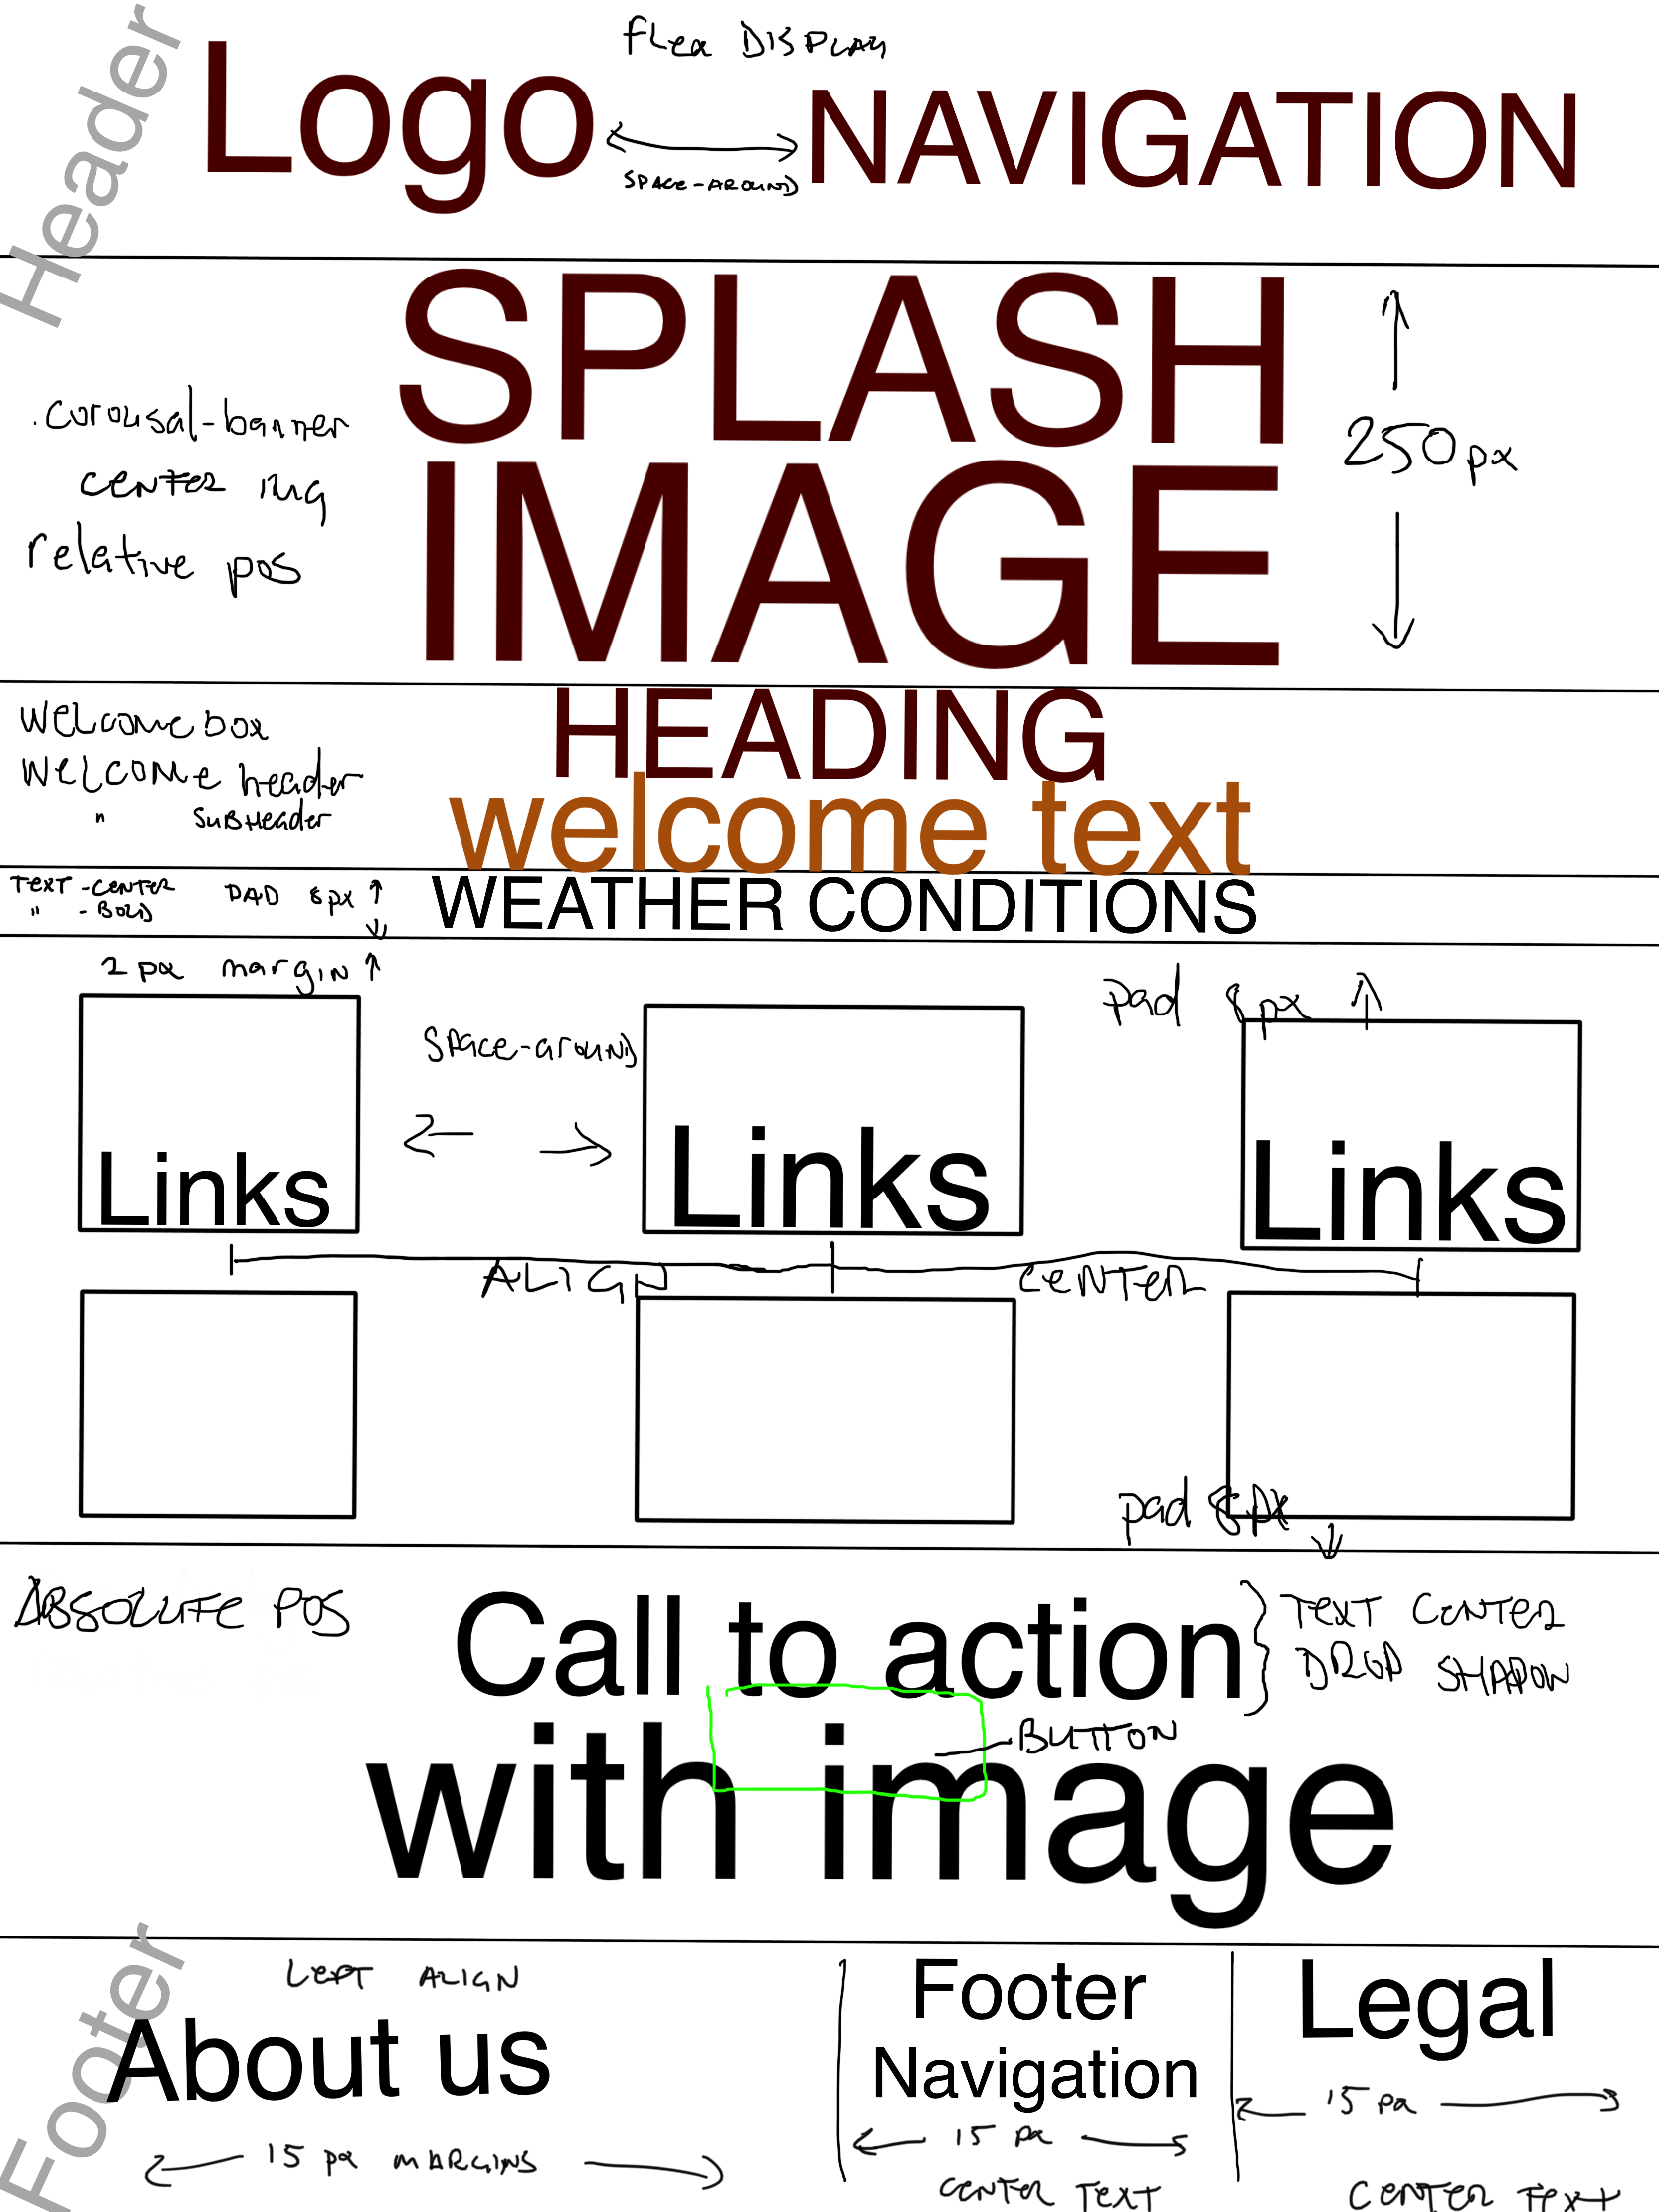 Header
flex DISPLAY
Logo
SPACE-AROUND
NAVIGATION
SPLASH
IMAGE
.corousal-banner
center img
relative pos
250px
Welcome box
Welcome header
" SubHeader
HEADING
welcome text
TEXT - CENTER
" - BOLD
PAD 8px
WEATHER CONDITIONS
2 px margin
pad 8px
SPACE-AROUND
Links
Links
Links
ALIGN CENTER
pad 8px
ABSOLUTE POS
Call to action
with image
TEXT CENTER
DROP SHADOW
BUTTON
Footer
LEFT ALIGN
About us
15 px MARGINS
Footer
Navigation
15 px
CENTER TEXT
Legal
15 px
CENTER TEXT